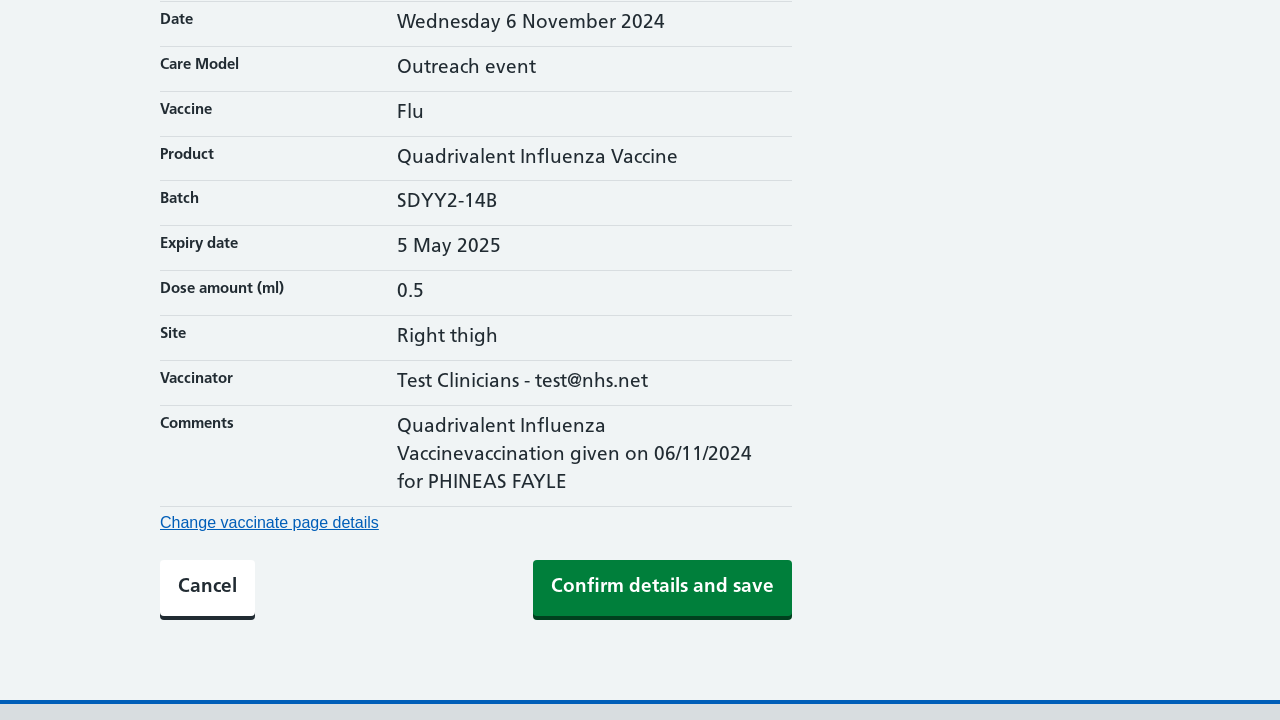 Date
Wednesday 6 November 2024
Care Model
Outreach event
Vaccine
Flu
Product
Quadrivalent Influenza Vaccine
Batch
SDYY2-14B
Expiry date
5 May 2025
Dose amount (ml)
0.5
Site
Right thigh
Vaccinator
Test Clinicians - test@nhs.net
Comments
Quadrivalent Influenza
Vaccinevaccination given on 06/11/2024
for PHINEAS FAYLE
Change vaccinate page details
Cancel
Confirm details and save